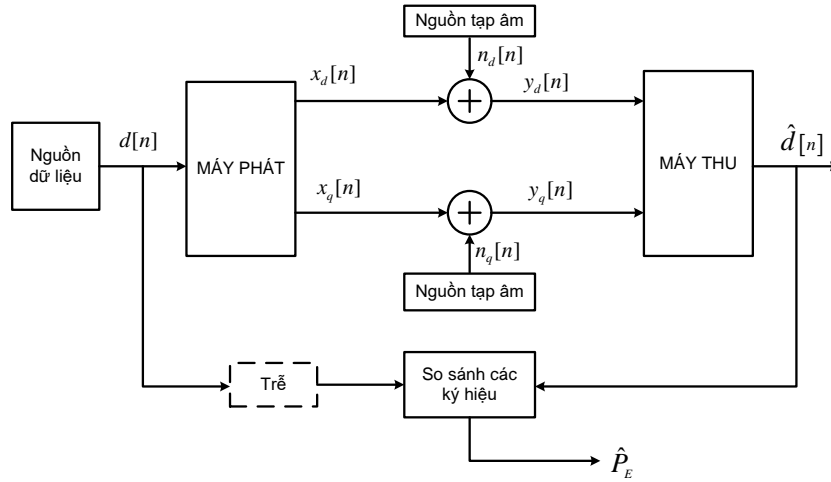 Nguồn tạp âm
n_d[n]
x_d[n]
y_d[n]
Nguồn
dữ liệu
d[n]
MÁY PHÁT
MÁY THU
d̂[n]
x_q[n]
y_q[n]
n_q[n]
Nguồn tạp âm
Trễ
So sánh các
ký hiệu
P̂_E